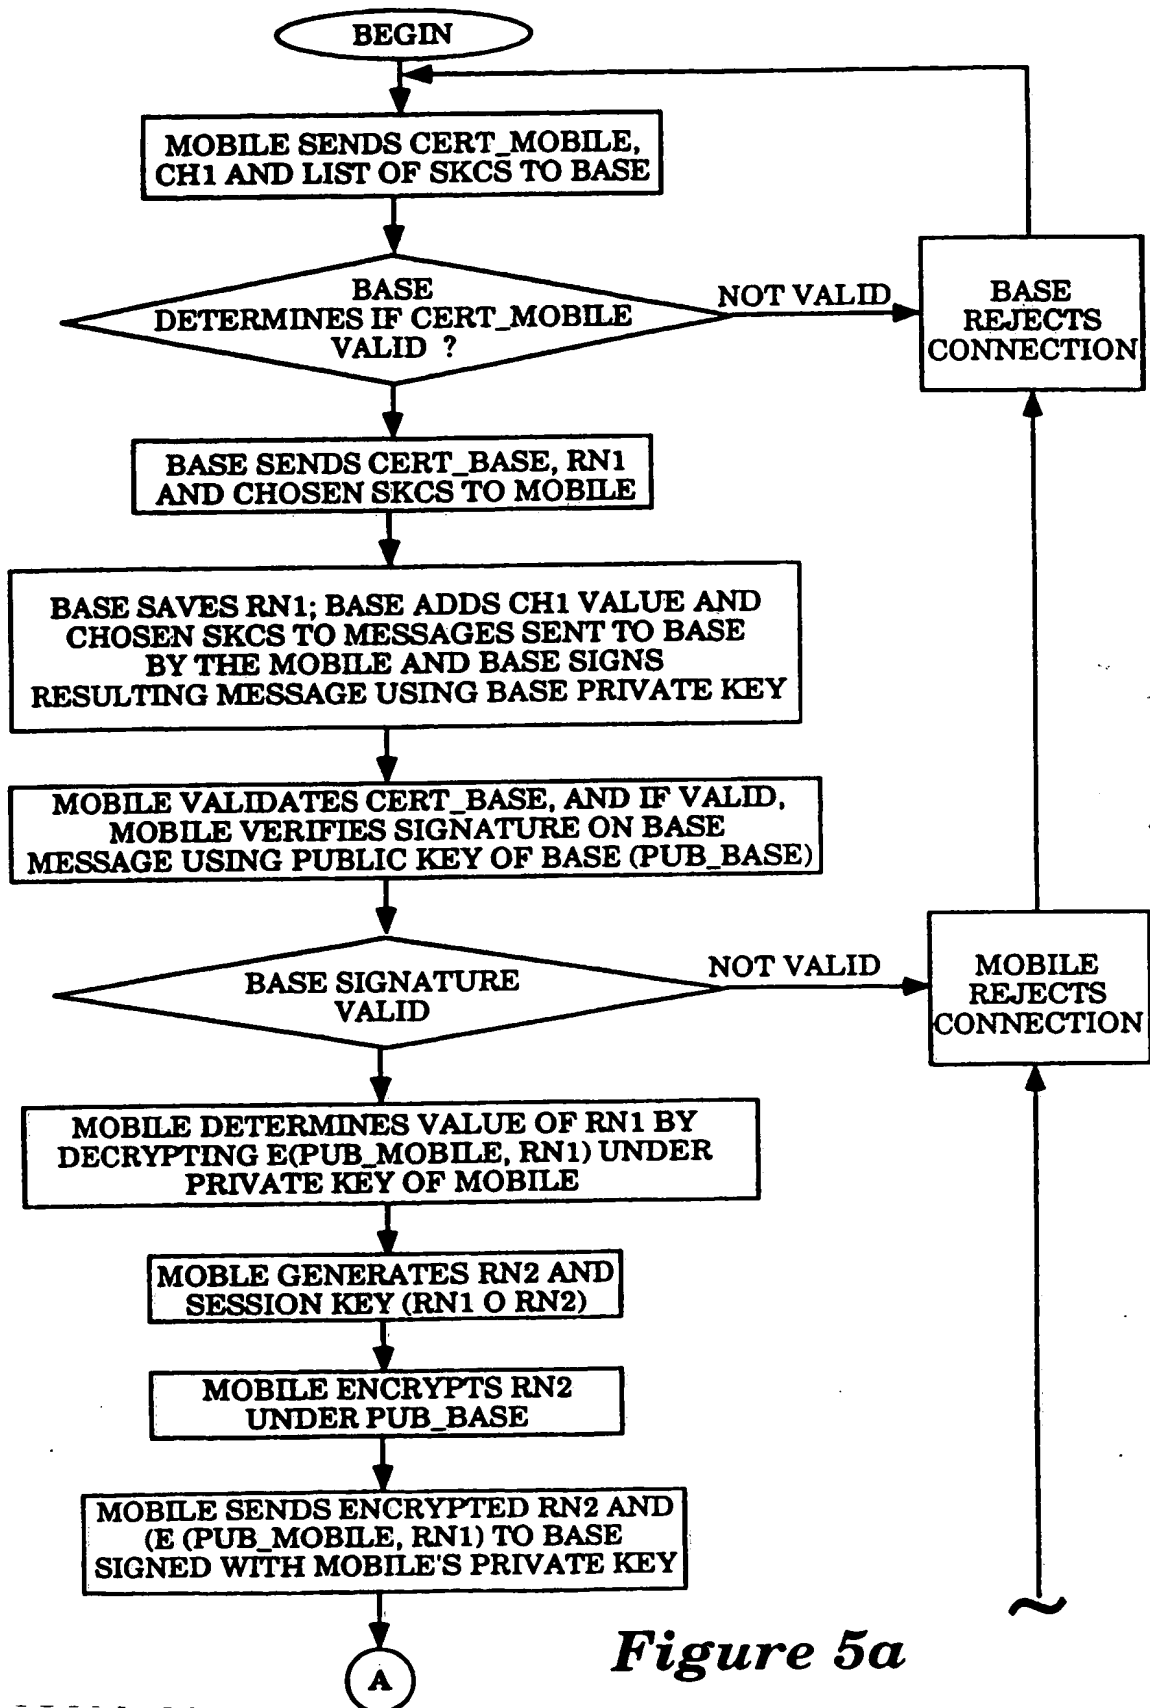 BEGIN
MOBILE SENDS CERT_MOBILE,
CH1 AND LIST OF SKCS TO BASE
BASE
DETERMINES IF CERT_MOBILE
VALID ?
NOT VALID
BASE
REJECTS
CONNECTION
BASE SENDS CERT_BASE, RN1
AND CHOSEN SKCS TO MOBILE
BASE SAVES RN1; BASE ADDS CH1 VALUE AND
CHOSEN SKCS TO MESSAGES SENT TO BASE
BY THE MOBILE AND BASE SIGNS
RESULTING MESSAGE USING BASE PRIVATE KEY
MOBILE VALIDATES CERT_BASE, AND IF VALID,
MOBILE VERIFIES SIGNATURE ON BASE
MESSAGE USING PUBLIC KEY OF BASE (PUB_BASE)
BASE SIGNATURE
VALID
NOT VALID
MOBILE
REJECTS
CONNECTION
MOBILE DETERMINES VALUE OF RN1 BY
DECRYPTING E(PUB_MOBILE, RN1) UNDER
PRIVATE KEY OF MOBILE
MOBLE GENERATES RN2 AND
SESSION KEY (RN1 O RN2)
MOBILE ENCRYPTS RN2
UNDER PUB_BASE
MOBILE SENDS ENCRYPTED RN2 AND
(E (PUB_MOBILE, RN1) TO BASE
SIGNED WITH MOBILE'S PRIVATE KEY
A
Figure 5a